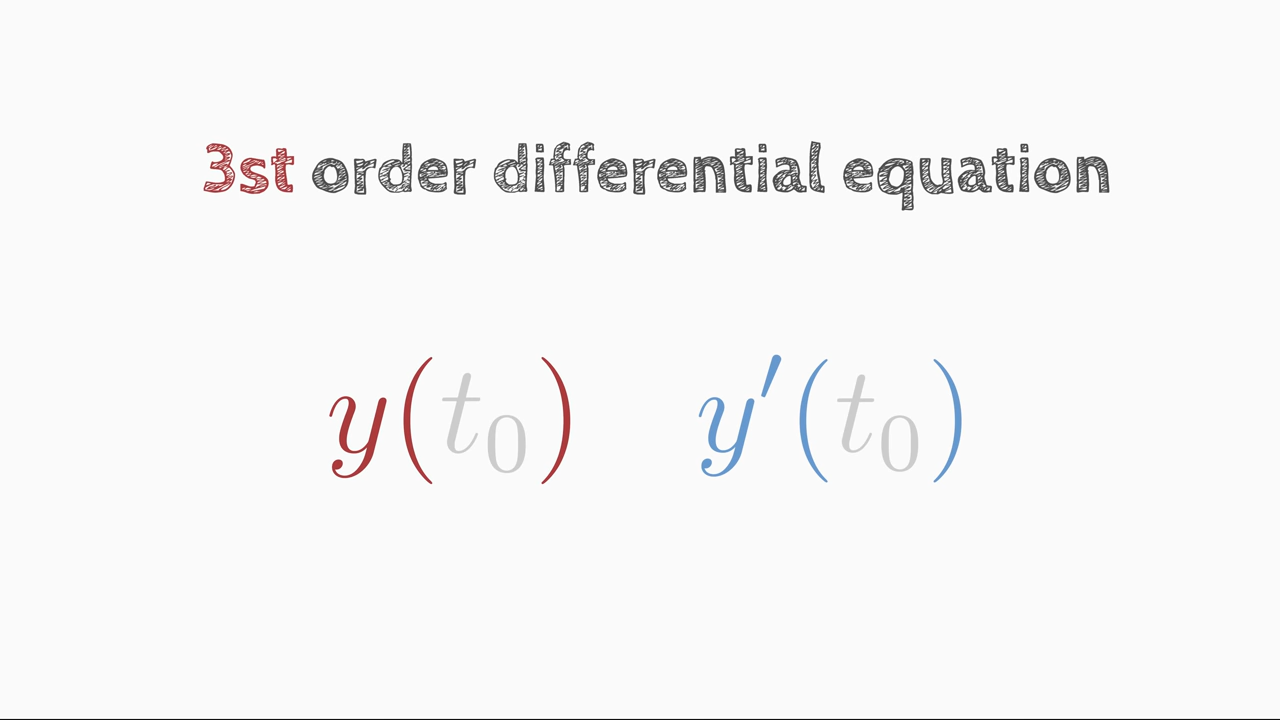 3st order differential equation
y(t₀) y′(t₀)